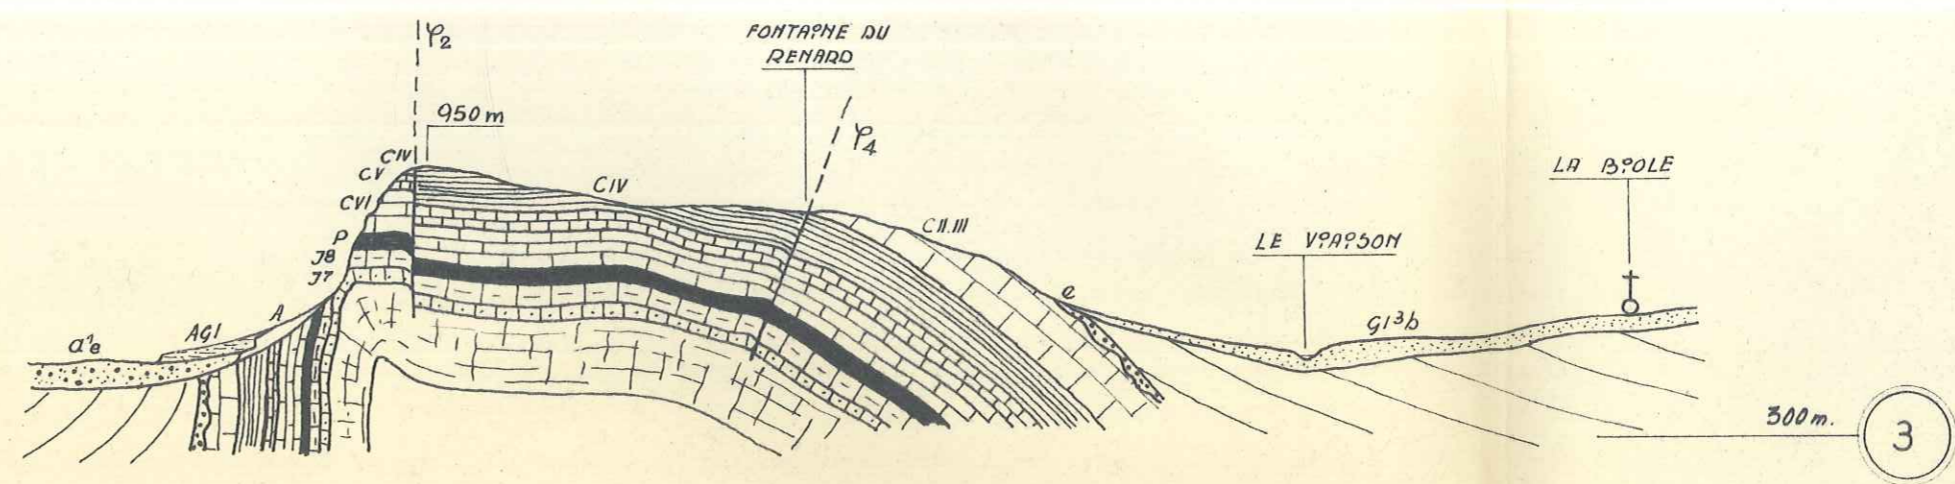 φ2
FONTAINE DU
RENARD
950 m
φ4
CIV
CV
CVI
P
J8
J7
CIV
CII.III
LA BIOLE
LE VIAISON
A
AGI
a¹e
e
Gl³b
300 m.
3